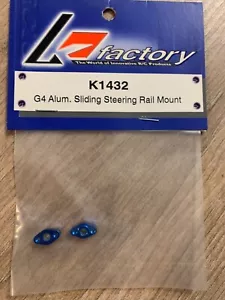 factory
The World of Innovative R/C Products
K1432
G4 Alum. Sliding Steering Rail Mount